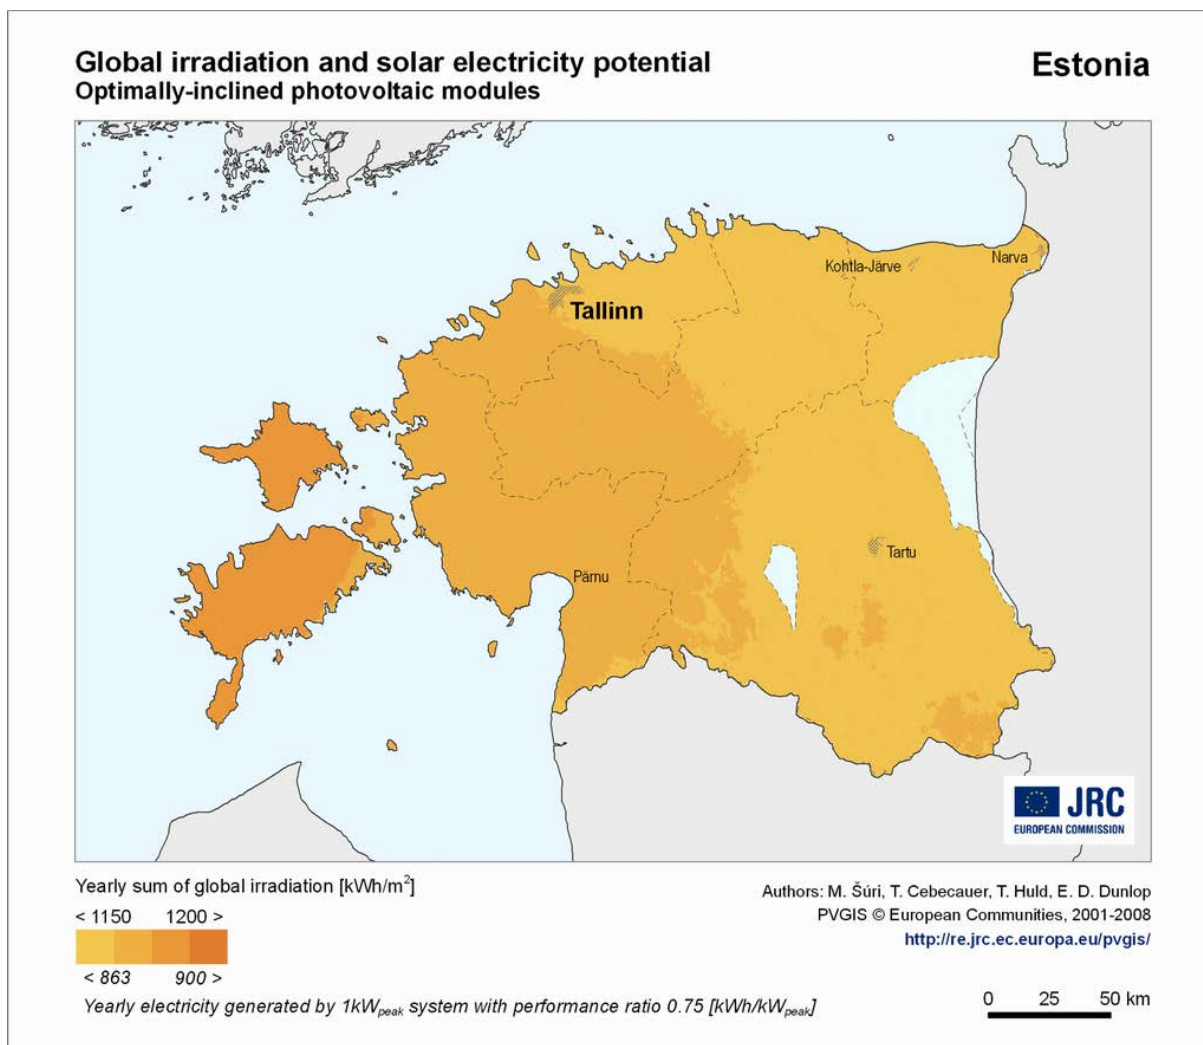 Global irradiation and solar electricity potential
Optimally-inclined photovoltaic modules
Estonia
Kohtla-Järve
Narva
Tallinn
Tartu
Pärnu
JRC
EUROPEAN COMMISSION
Yearly sum of global irradiation [kWh/m²]
< 1150 1200 >
< 863 900 >
Yearly electricity generated by 1kWpeak system with performance ratio 0.75 [kWh/kWpeak]
Authors: M. Šúri, T. Cebecauer, T. Huld, E. D. Dunlop
PVGIS © European Communities, 2001-2008
http://re.jrc.ec.europa.eu/pvgis/
0 25 50 km